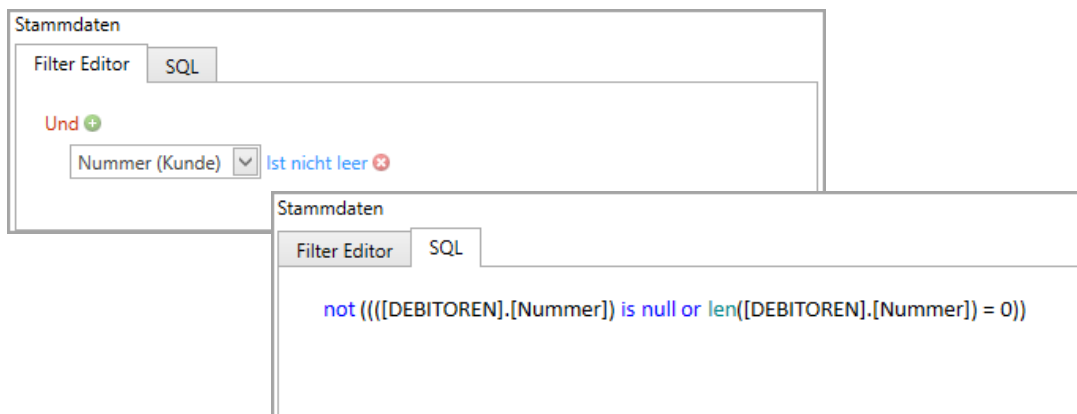 Stammdaten
Filter Editor SQL
Und
Nummer (Kunde) Ist nicht leer
Stammdaten
Filter Editor SQL
not (((([DEBITOREN].[Nummer]) is null or len([DEBITOREN].[Nummer]) = 0))